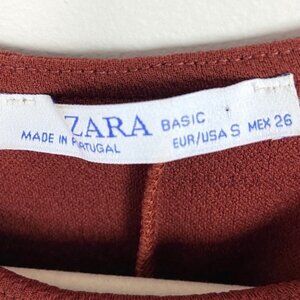 ZARA BASIC
MADE IN PORTUGAL EUR/USA S MEX 26